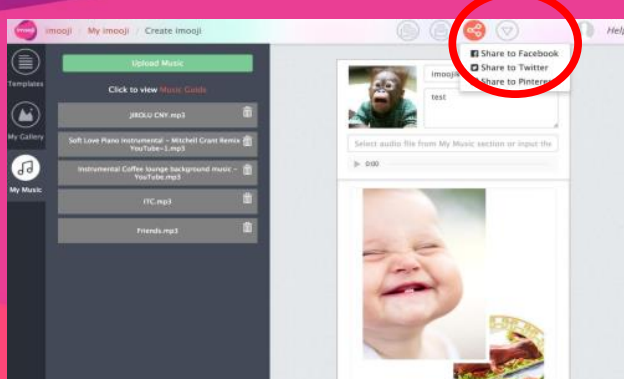 imooji
imooji / My imooji / Create imooji
Help
Share to Facebook
Share to Twitter
Share to Pinterest
Templates
My Gallery
My Music
Upload Music
Click to view Music Guide
JIROLU CNY.mp3
Soft Love Piano Instrumental - Mitchell Grant Remix
YouTube-1.mp3
Instrumental Coffee lounge background music -
YouTube.mp3
ITC.mp3
Friends.mp3
test
Select audio file from My Music section or input the
0:00